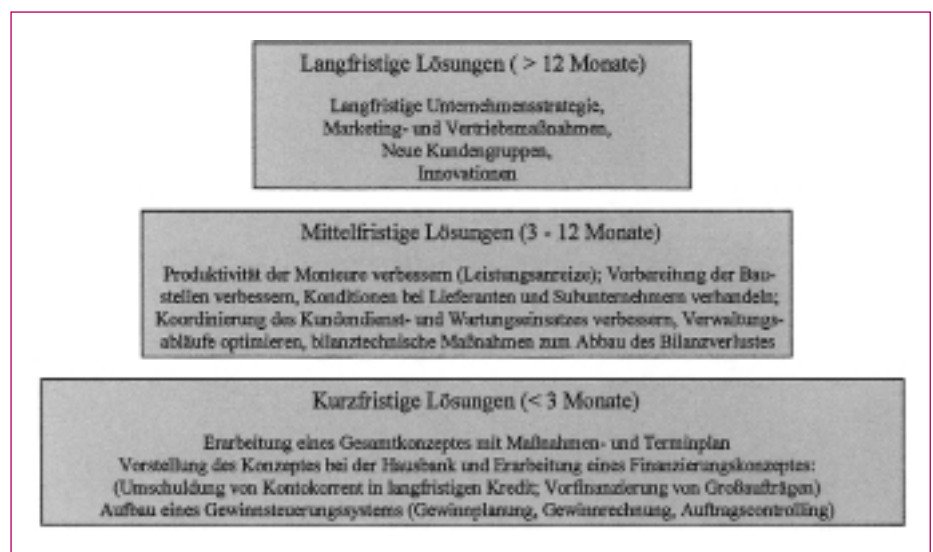 Langfristige Lösungen ( > 12 Monate)
Langfristige Unternehmensstrategie,
Marketing- und Vertriebsmaßnahmen,
Neue Kundengruppen,
Innovationen
Mittelfristige Lösungen (3 - 12 Monate)
Produktivität der Monteure verbessern (Leistungsanreize); Vorbereitung der Bau-
stellen verbessern, Konditionen bei Lieferanten und Subunternehmern verhandeln;
Koordinierung des Kundendienst- und Wartungseinsatzes verbessern, Verwaltungs-
abläufe optimieren, bilanztechnische Maßnahmen zum Abbau des Bilanzverlustes
Kurzfristige Lösungen (< 3 Monate)
Erarbeitung eines Gesamtkonzeptes mit Maßnahmen- und Terminplan
Vorstellung des Konzeptes bei der Hausbank und Erarbeitung eines Finanzierungskonzeptes:
(Umschuldung von Kontokorrent in langfristigen Kredit; Vorfinanzierung von Großaufträgen)
Aufbau eines Gewinnsteuerungssystems (Gewinnplanung, Gewinnrechnung, Auftragscontrolling)